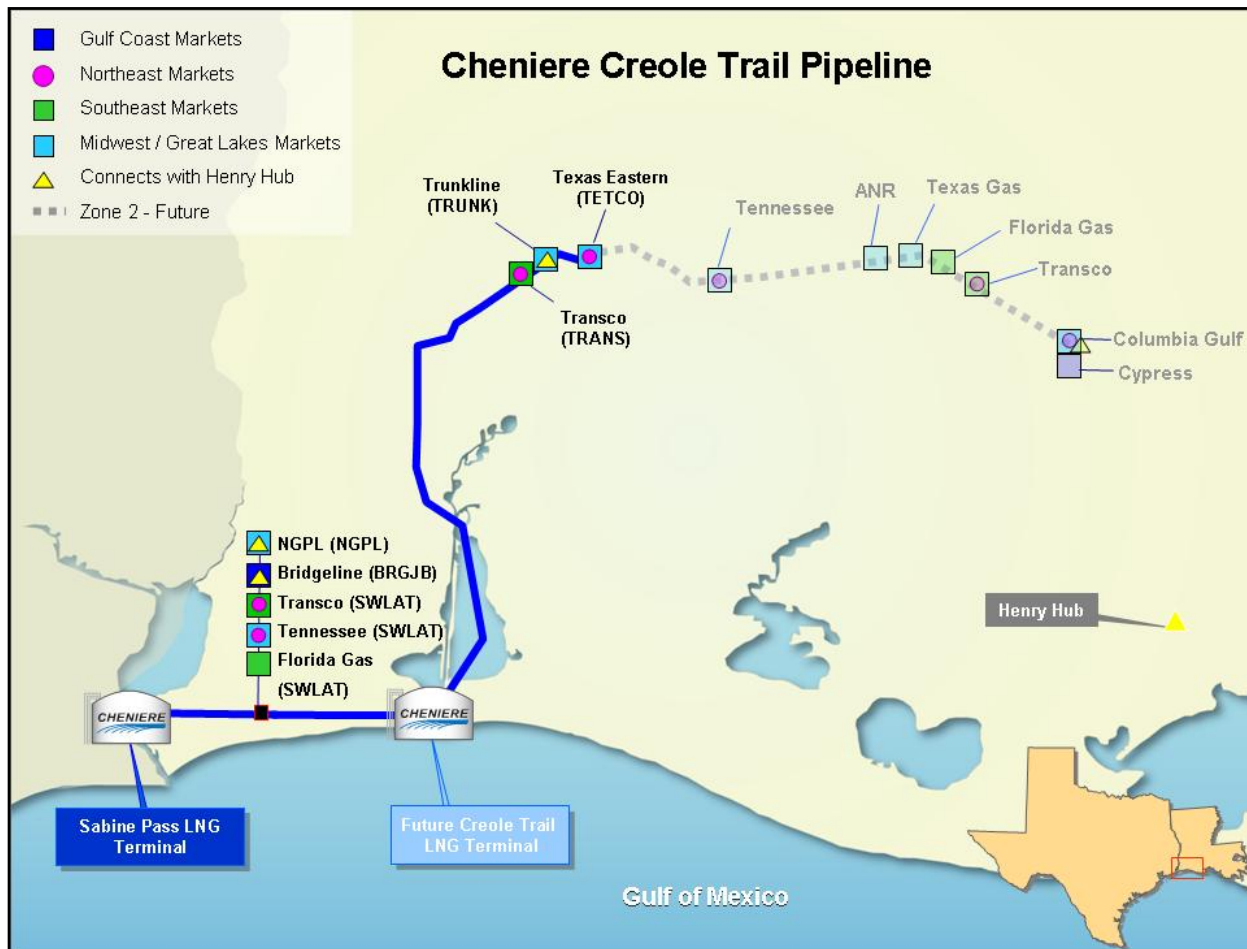 Gulf Coast Markets
Northeast Markets
Southeast Markets
Midwest / Great Lakes Markets
Connects with Henry Hub
Zone 2 - Future
Cheniere Creole Trail Pipeline
Trunkline
(TRUNK)
Texas Eastern
(TETCO)
Transco
(TRANS)
Tennessee
ANR
Texas Gas
Florida Gas
Transco
Columbia Gulf
Cypress
NGPL (NGPL)
Bridgeline (BRGJB)
Transco (SWLAT)
Tennessee (SWLAT)
Florida Gas
(SWLAT)
Henry Hub
CHENIERE
CHENIERE
Sabine Pass LNG
Terminal
Future Creole Trail
LNG Terminal
Gulf of Mexico